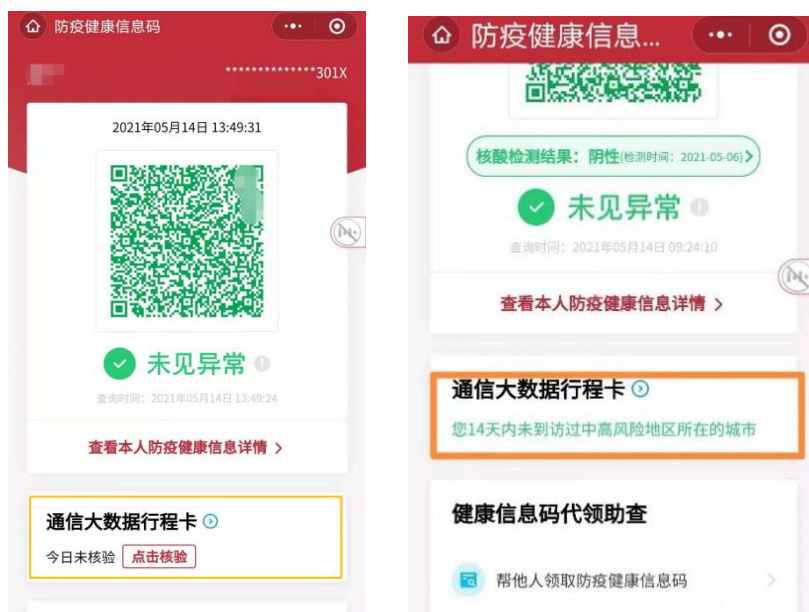 防疫健康信息码
**************301X
2021年05月14日 13:49:31
未见异常
查询时间：2021年05月14日 13:49:24
查看本人防疫健康信息详情
通信大数据行程卡
今日未核验 点击核验
防疫健康信息...
核酸检测结果：阴性(检测时间：2021-05-06)
未见异常
查询时间：2021年05月14日 09:24:10
查看本人防疫健康信息详情
通信大数据行程卡
您14天内未到访过中高风险地区所在的城市
健康信息码代领助查
帮他人领取防疫健康信息码